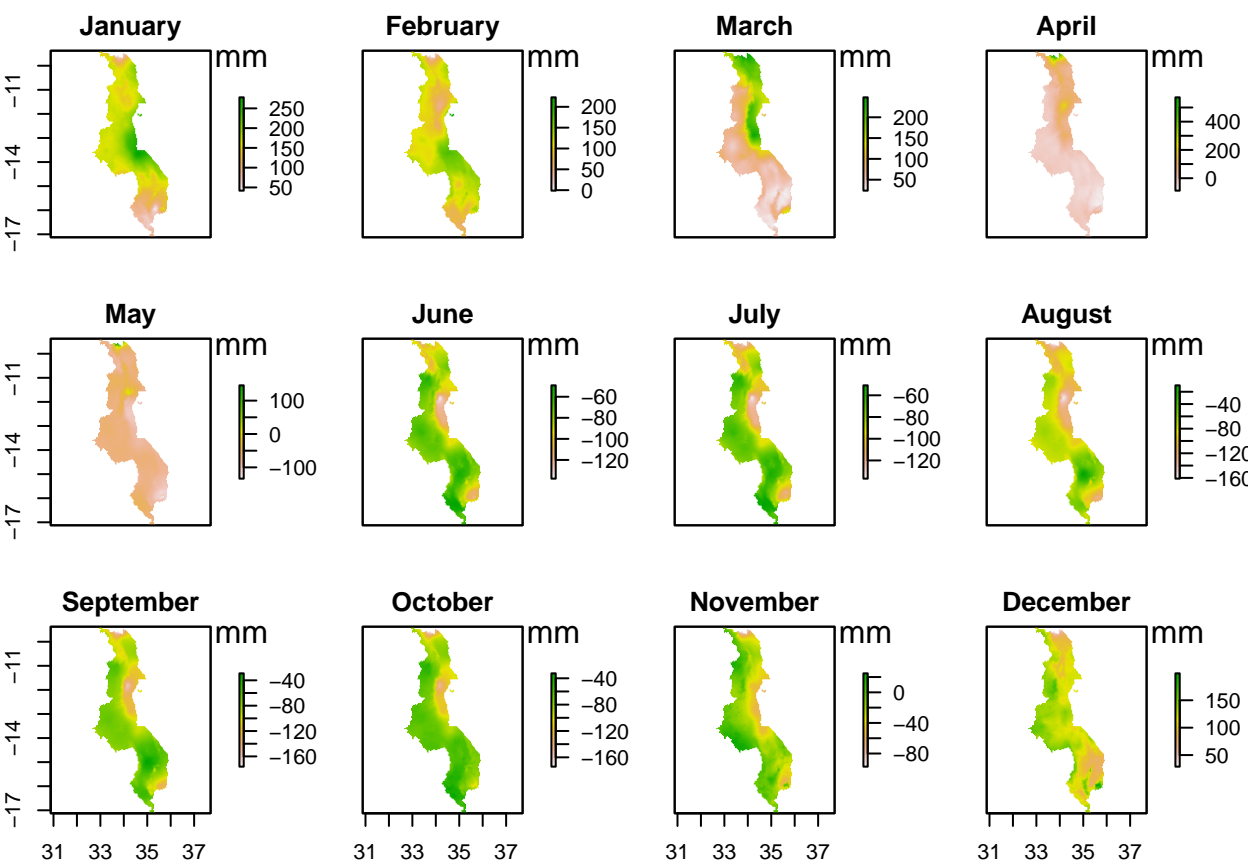 January February March April
mm mm mm mm
−11 −14 −17
250 200 150 100 50
200 150 100 50 0
200 150 100 50
400 200 0
May June July August
mm mm mm mm
−11 −14 −17
100 0 −100
−60 −80 −100 −120
−60 −80 −100 −120
−40 −80 −120 −160
September October November December
mm mm mm mm
−11 −14 −17
−40 −80 −120 −160
−40 −80 −120 −160
0 −40 −80
150 100 50
31 33 35 37 31 33 35 37 31 33 35 37 31 33 35 37